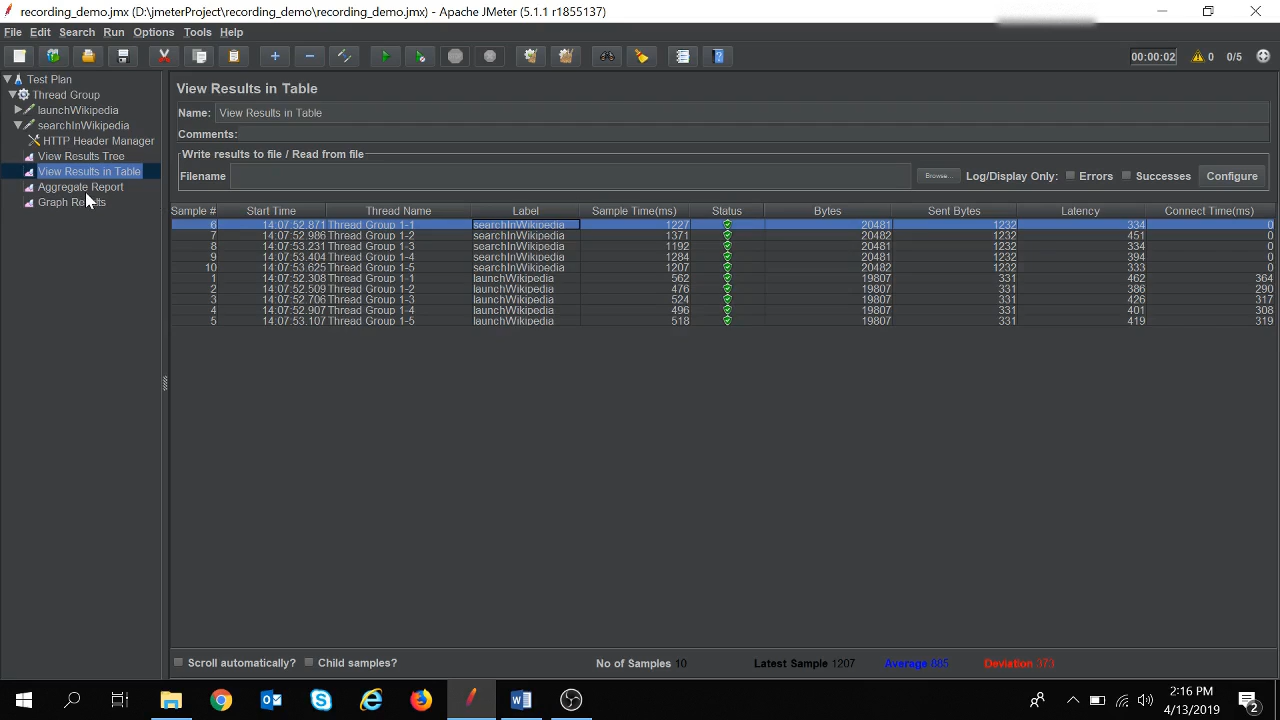 recording_demo.jmx (D:\jmeterProject\recording_demo\recording_demo.jmx) - Apache JMeter (5.1.1 r1855137)
File Edit Search Run Options Tools Help
00:00:02 0 0/5
Test Plan
Thread Group
launchWikipedia
searchInWikipedia
HTTP Header Manager
View Results Tree
View Results in Table
Aggregate Report
Graph Results
View Results in Table
Name: View Results in Table
Comments:
Write results to file / Read from file
Filename Browse... Log/Display Only: Errors Successes Configure
Sample # Start Time Thread Name Label Sample Time(ms) Status Bytes Sent Bytes Latency Connect Time(ms)
6 14:07:52.871 Thread Group 1-1 searchInWikipedia 1227 20481 1232 334 0
7 14:07:52.986 Thread Group 1-2 searchInWikipedia 1371 20482 1232 451 0
8 14:07:53.231 Thread Group 1-3 searchInWikipedia 1192 20481 1232 334 0
9 14:07:53.404 Thread Group 1-4 searchInWikipedia 1284 20481 1232 394 0
10 14:07:53.625 Thread Group 1-5 searchInWikipedia 1207 20482 1232 333 0
1 14:07:52.308 Thread Group 1-1 launchWikipedia 562 19807 331 462 364
2 14:07:52.509 Thread Group 1-2 launchWikipedia 476 19807 331 386 290
3 14:07:52.706 Thread Group 1-3 launchWikipedia 524 19807 331 426 317
4 14:07:52.907 Thread Group 1-4 launchWikipedia 496 19807 331 401 308
5 14:07:53.107 Thread Group 1-5 launchWikipedia 518 19807 331 419 319
Scroll automatically? Child samples? No of Samples 10 Latest Sample 1207 Average 885 Deviation 373
2:16 PM
4/13/2019
2